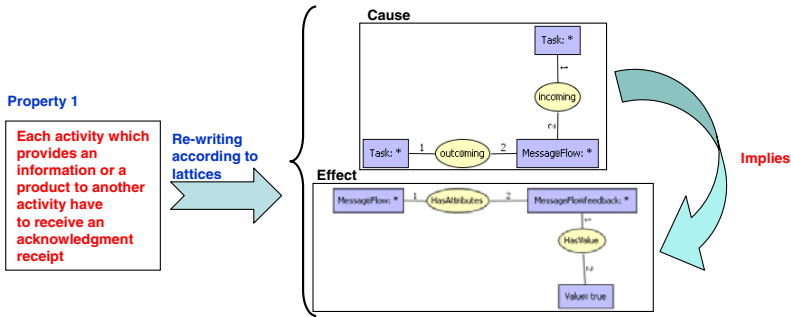 Property 1
Each activity which
provides an
information or a
product to another
activity have
to receive an
acknowledgment
receipt
Re-writing
according to
lattices
Cause
Task: *
1
incoming
2
Task: *
1
outcoming
2
MessageFlow: *
Effect
MessageFlow: *
1
HasAttributes
2
MessageFlowfeedback: *
1
HasValue
2
Value: true
Implies